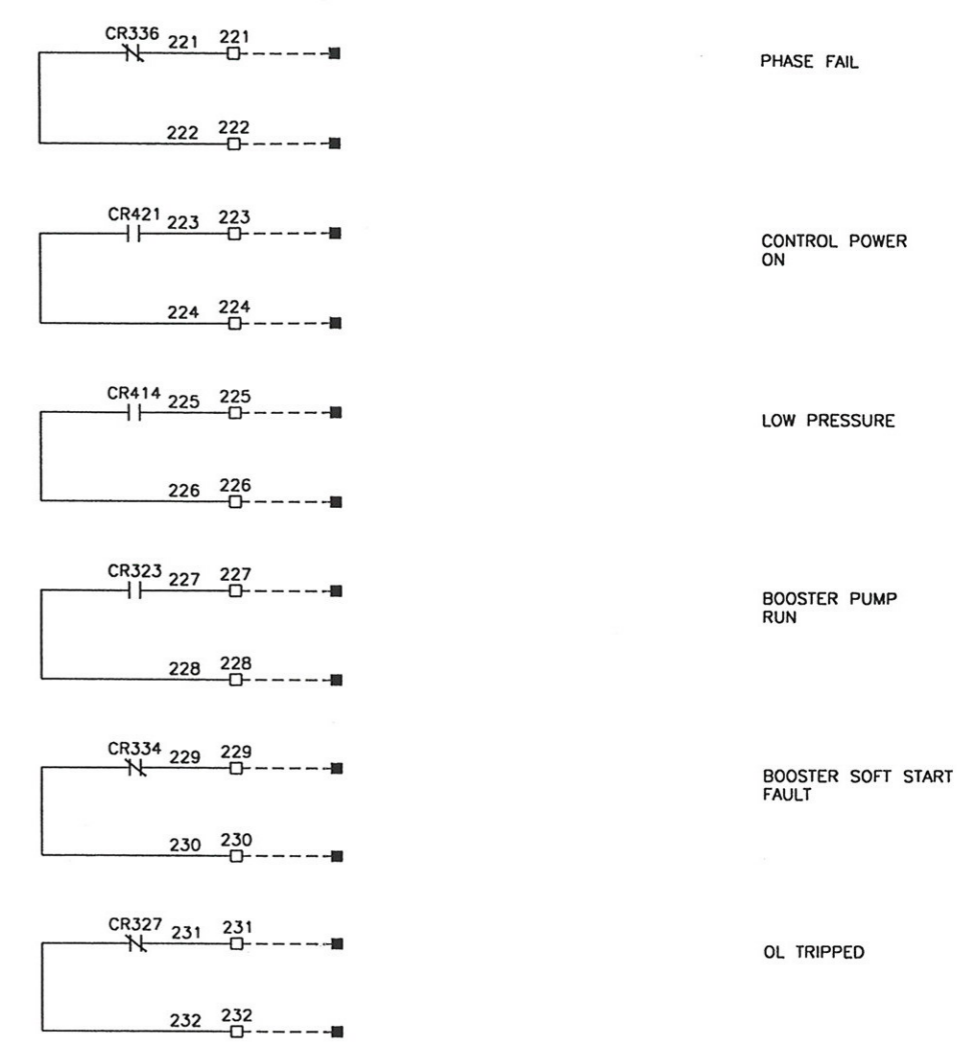 CR336 221 221
PHASE FAIL
222 222
CR421 223 223
CONTROL POWER
ON
224 224
CR414 225 225
LOW PRESSURE
226 226
CR323 227 227
BOOSTER PUMP
RUN
228 228
CR334 229 229
BOOSTER SOFT START
FAULT
230 230
CR327 231 231
OL TRIPPED
232 232